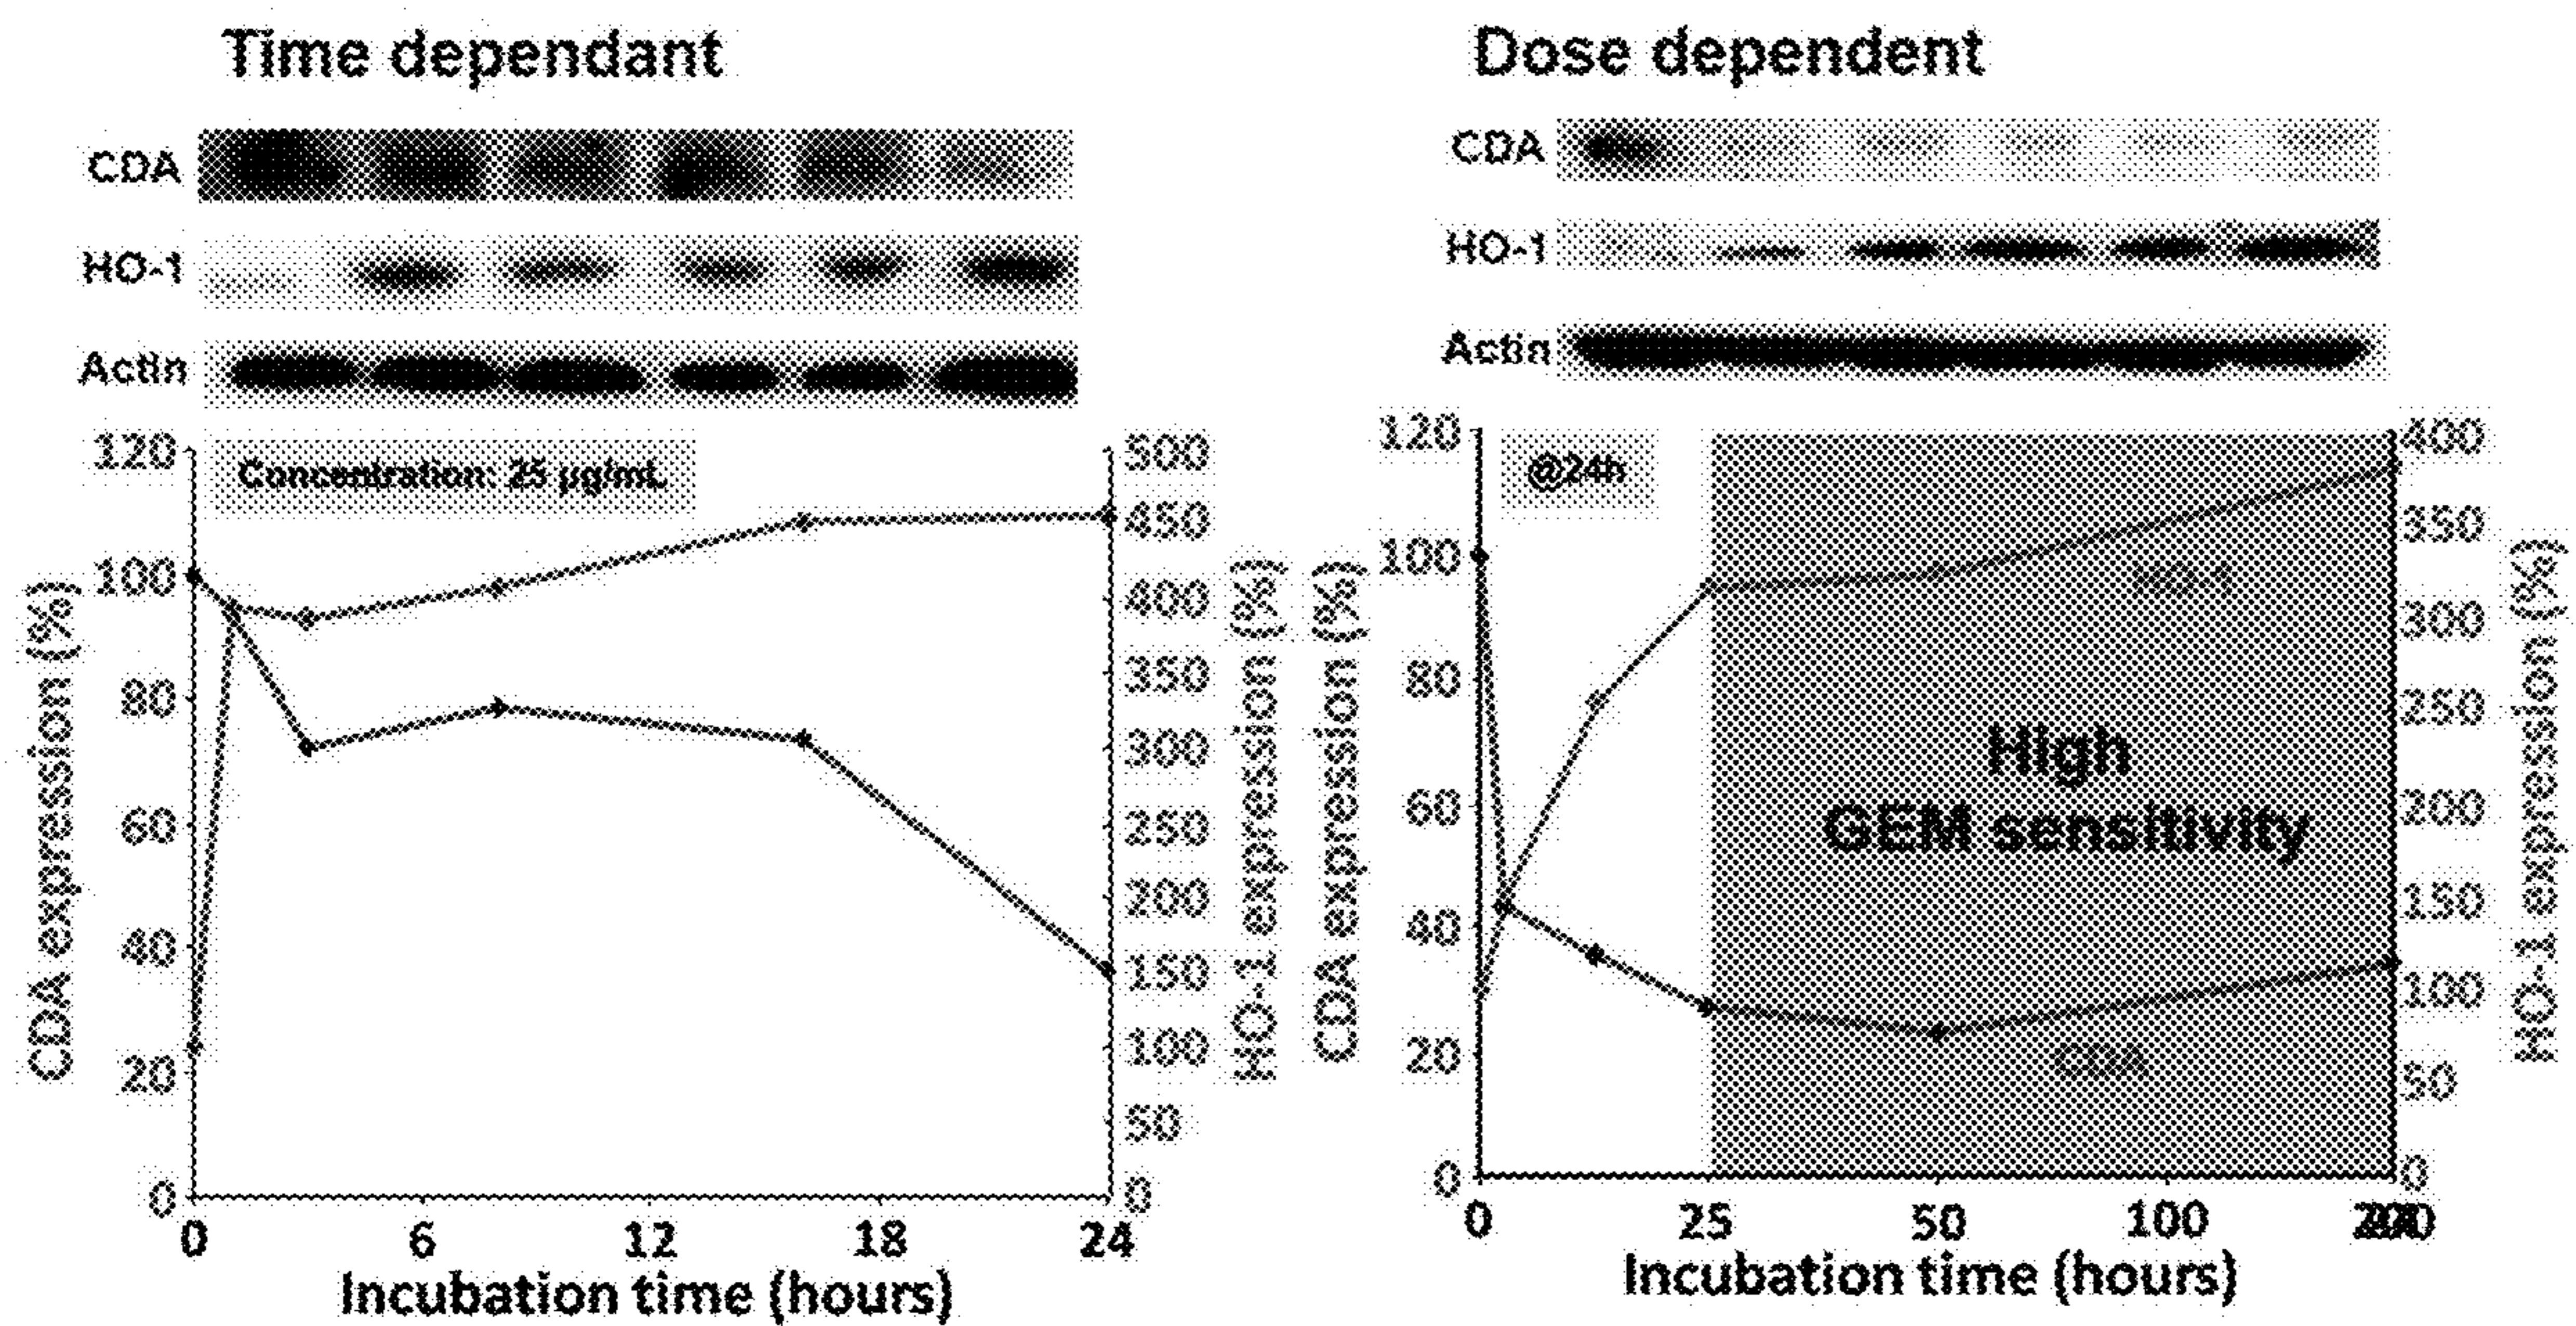 Time dependant
CDA
HO-1
Actin
120
100
80
60
40
20
0
CDA expression (%)
Concentration: 25 µg/mL
500
450
400
350
300
250
200
150
100
50
0
HO-1 expression (%)
0 6 12 18 24
Incubation time (hours)
Dose dependent
CDA
HO-1
Actin
120
100
80
60
40
20
0
CDA expression (%)
@24h
HO-1
High
GEM sensitivity
CDA
400
350
300
250
200
150
100
50
0
HO-1 expression (%)
0 25 50 100
Incubation time (hours)